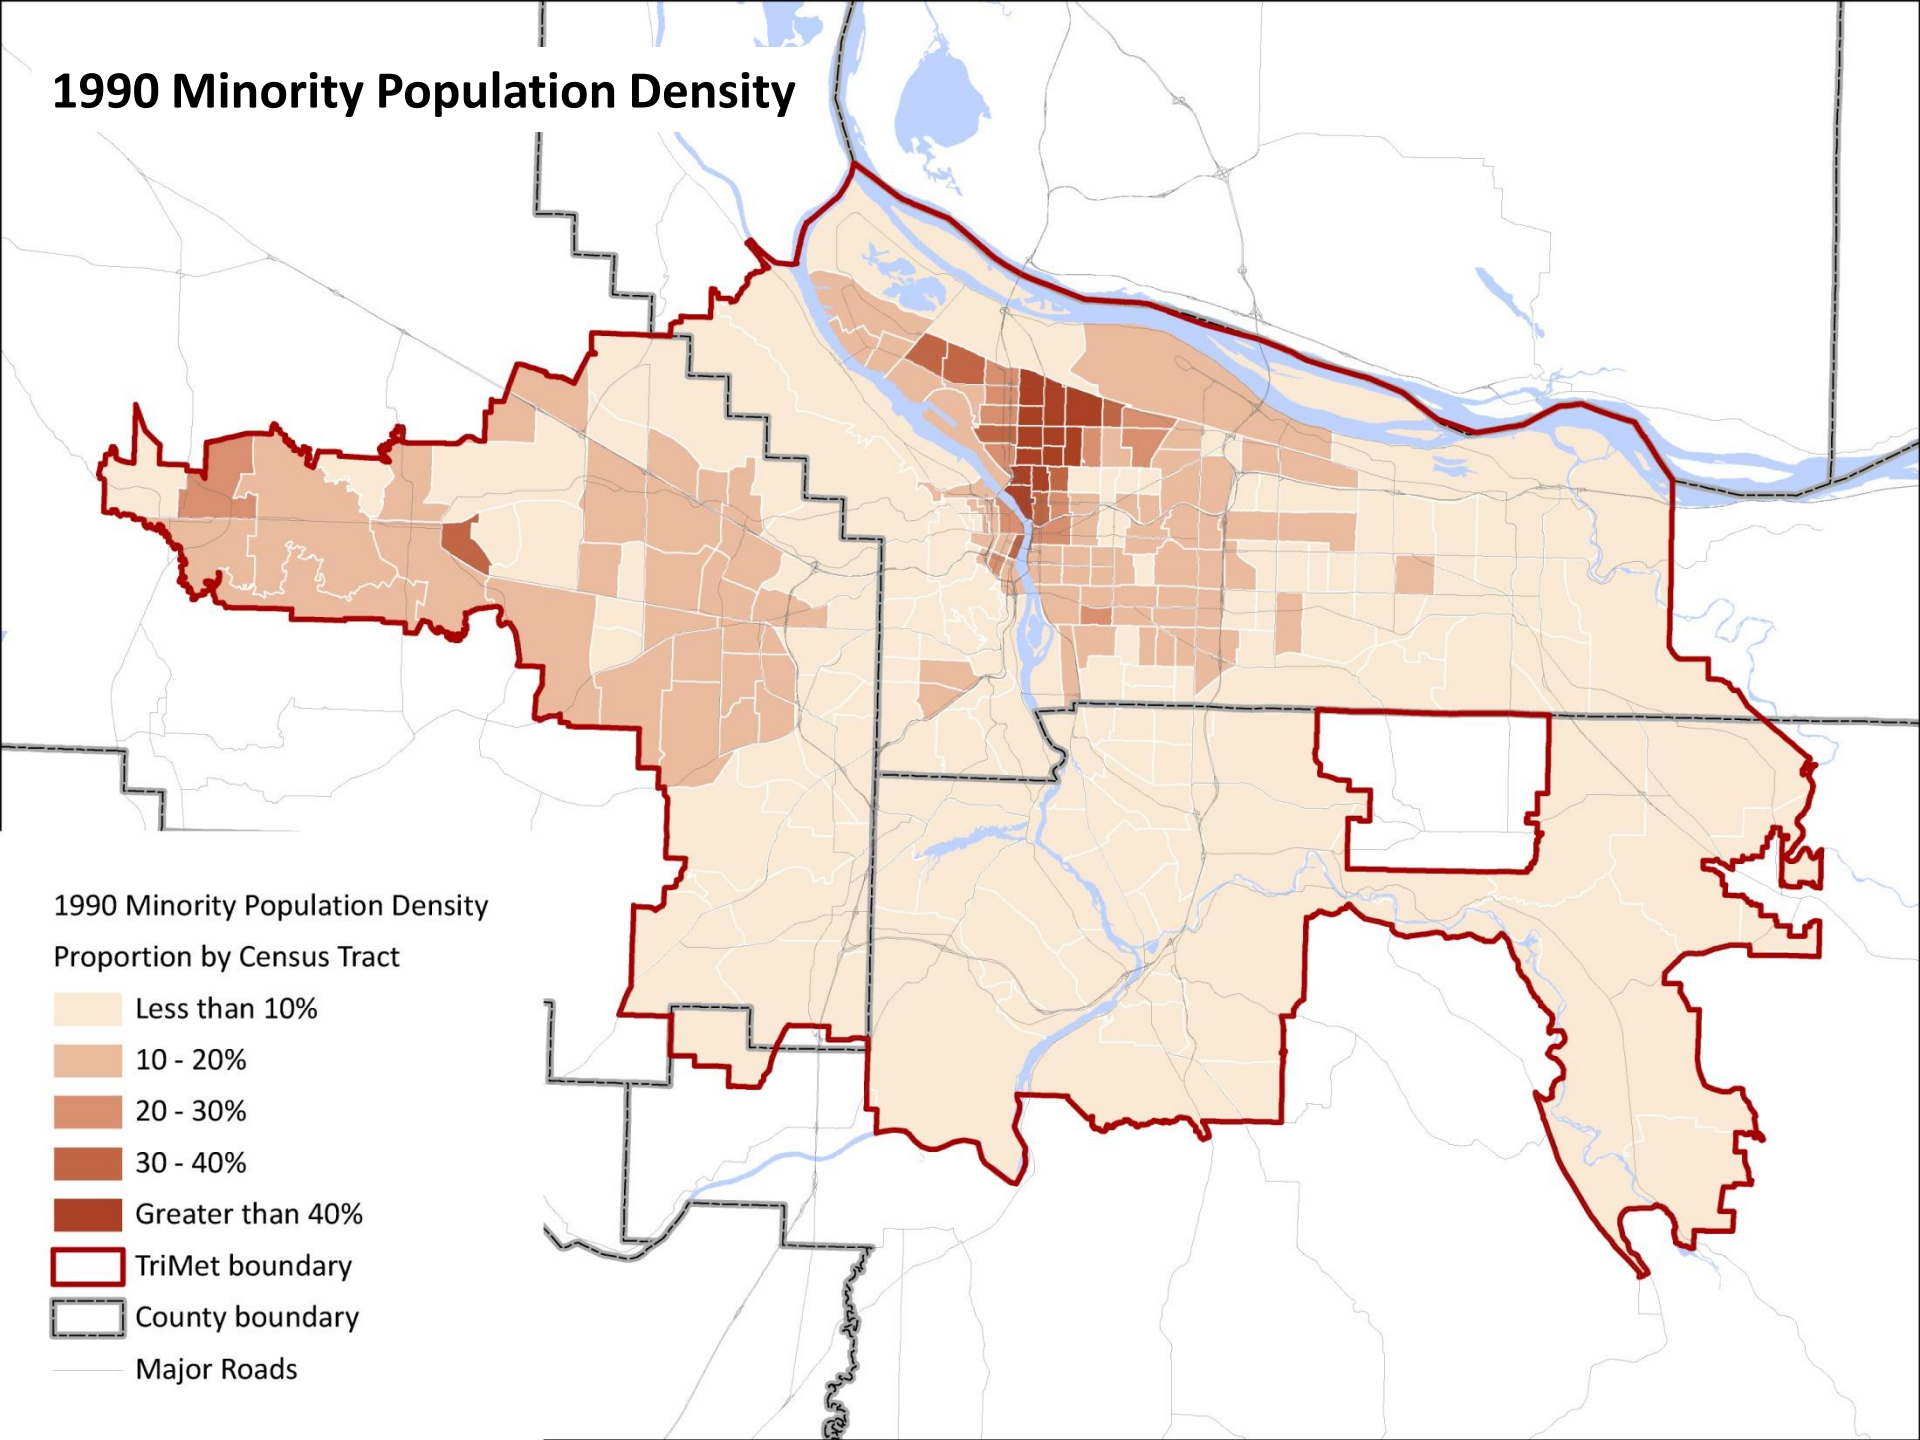 1990 Minority Population Density
1990 Minority Population Density
Proportion by Census Tract
Less than 10%
10 - 20%
20 - 30%
30 - 40%
Greater than 40%
TriMet boundary
County boundary
Major Roads